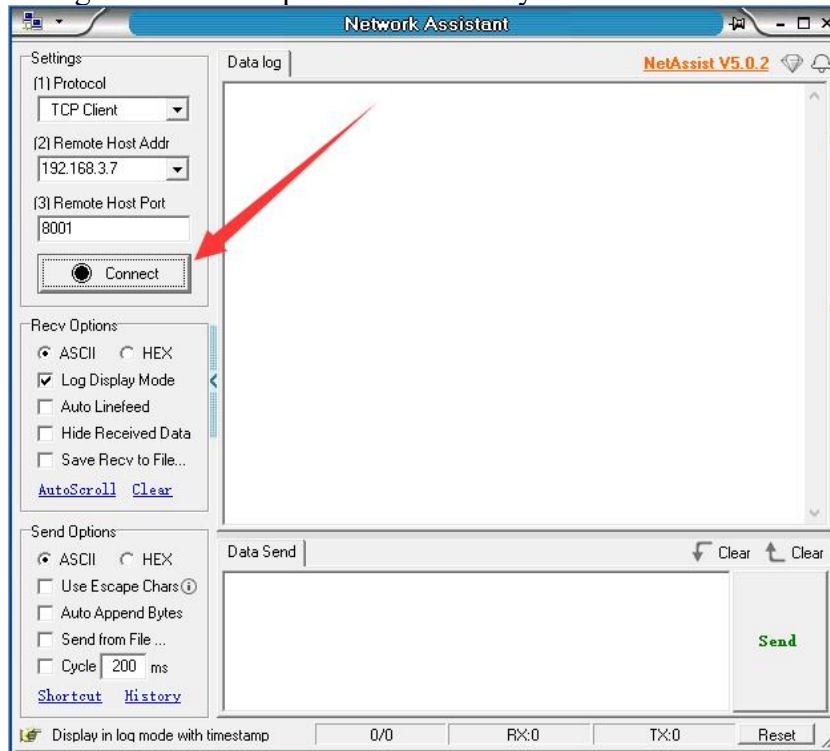 Network Assistant
Settings
(1) Protocol
TCP Client
(2) Remote Host Addr
192.168.3.7
(3) Remote Host Port
8001
Connect
Recv Options
ASCII HEX
Log Display Mode
Auto Linefeed
Hide Received Data
Save Recv to File...
AutoScroll Clear
Send Options
ASCII HEX
Use Escape Chars
Auto Append Bytes
Send from File ...
Cycle 200 ms
Shortcut History
Data log NetAssist V5.0.2
Data Send Clear Clear
Send
Display in log mode with timestamp 0/0 RX:0 TX:0 Reset